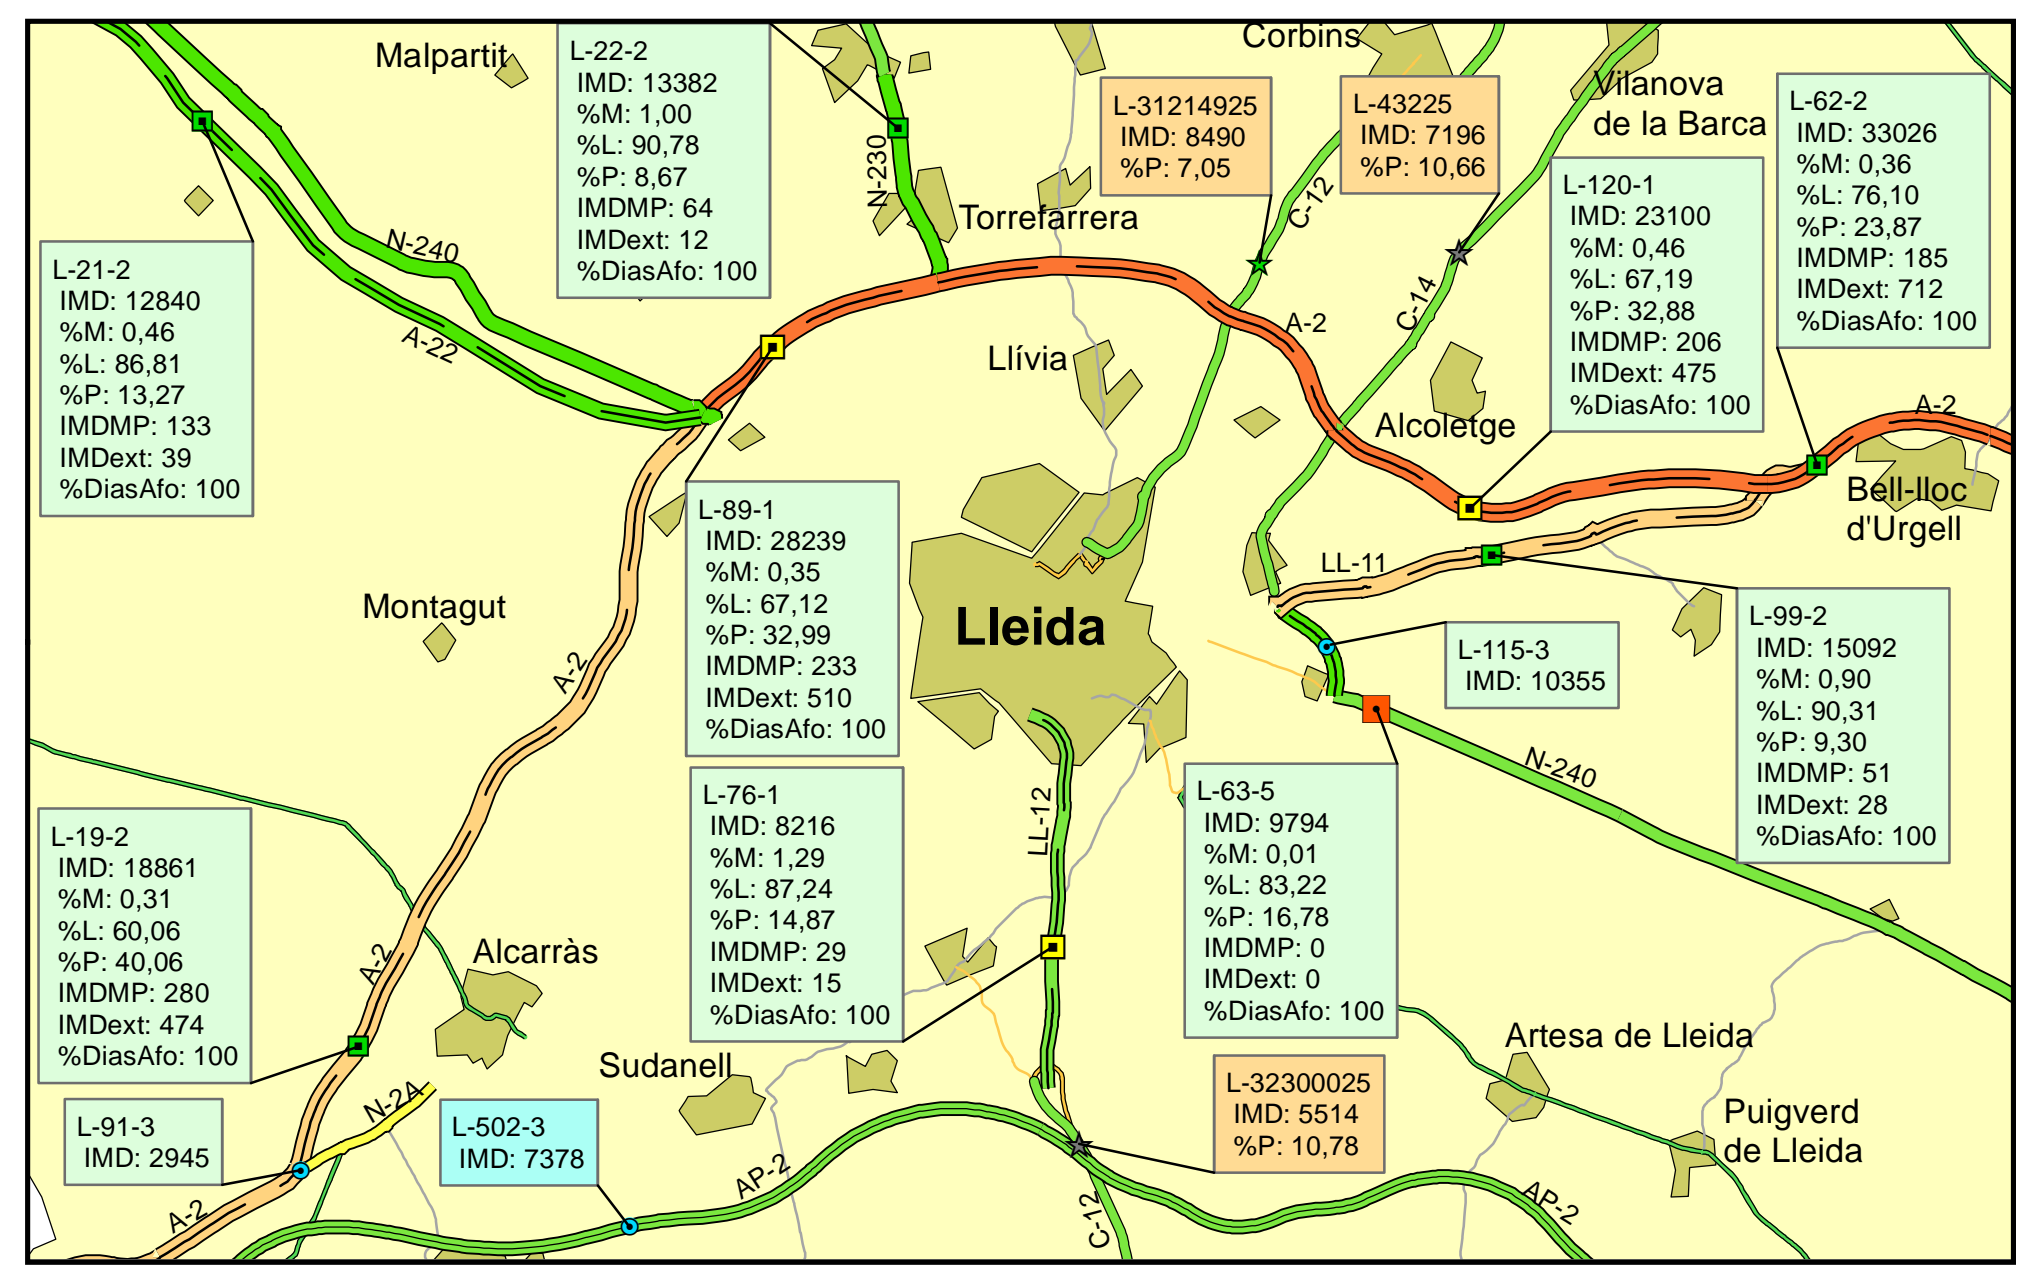 Malpartit
L-22-2
IMD: 13382
%M: 1,00
%L: 90,78
%P: 8,67
IMDMP: 64
IMDext: 12
%DiasAfo: 100
Corbins
L-31214925
IMD: 8490
%P: 7,05
L-43225
IMD: 7196
%P: 10,66
Vilanova
de la Barca
L-62-2
IMD: 33026
%M: 0,36
%L: 76,10
%P: 23,87
IMDMP: 185
IMDext: 712
%DiasAfo: 100
L-120-1
IMD: 23100
%M: 0,46
%L: 67,19
%P: 32,88
IMDMP: 206
IMDext: 475
%DiasAfo: 100
N-230
Torrefarrera
C-12
N-240
L-21-2
IMD: 12840
%M: 0,46
%L: 86,81
%P: 13,27
IMDMP: 133
IMDext: 39
%DiasAfo: 100
A-22
A-2
C-14
Llívia
Alcoletge
A-2
Bell-lloc
d'Urgell
L-89-1
IMD: 28239
%M: 0,35
%L: 67,12
%P: 32,99
IMDMP: 233
IMDext: 510
%DiasAfo: 100
LL-11
Montagut
Lleida
L-99-2
IMD: 15092
%M: 0,90
%L: 90,31
%P: 9,30
IMDMP: 51
IMDext: 28
%DiasAfo: 100
L-115-3
IMD: 10355
A-2
N-240
L-76-1
IMD: 8216
%M: 1,29
%L: 87,24
%P: 14,87
IMDMP: 29
IMDext: 15
%DiasAfo: 100
LL-12
L-63-5
IMD: 9794
%M: 0,01
%L: 83,22
%P: 16,78
IMDMP: 0
IMDext: 0
%DiasAfo: 100
L-19-2
IMD: 18861
%M: 0,31
%L: 60,06
%P: 40,06
IMDMP: 280
IMDext: 474
%DiasAfo: 100
A-2
Alcarràs
Artesa de Lleida
Sudanell
L-32300025
IMD: 5514
%P: 10,78
N-2A
L-91-3
IMD: 2945
L-502-3
IMD: 7378
Puigverd
de Lleida
AP-2
AP-2
A-2
C-12